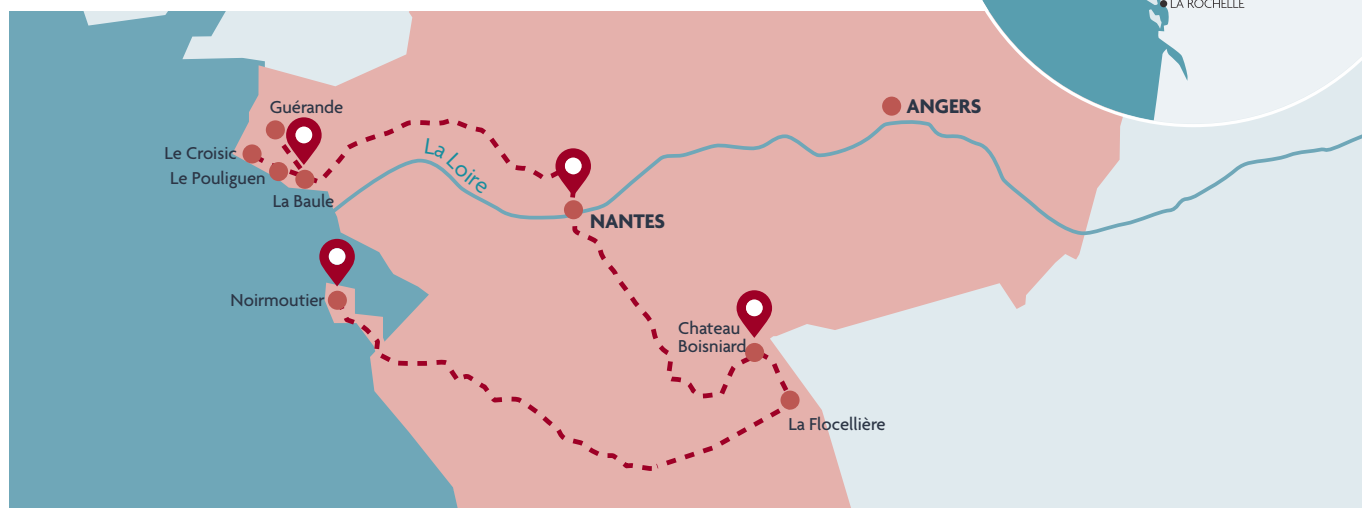 LA ROCHELLE
Guérande
ANGERS
Le Croisic
La Loire
Le Pouliguen
La Baule
NANTES
Noirmoutier
Chateau
Boisniard
La Flocellière